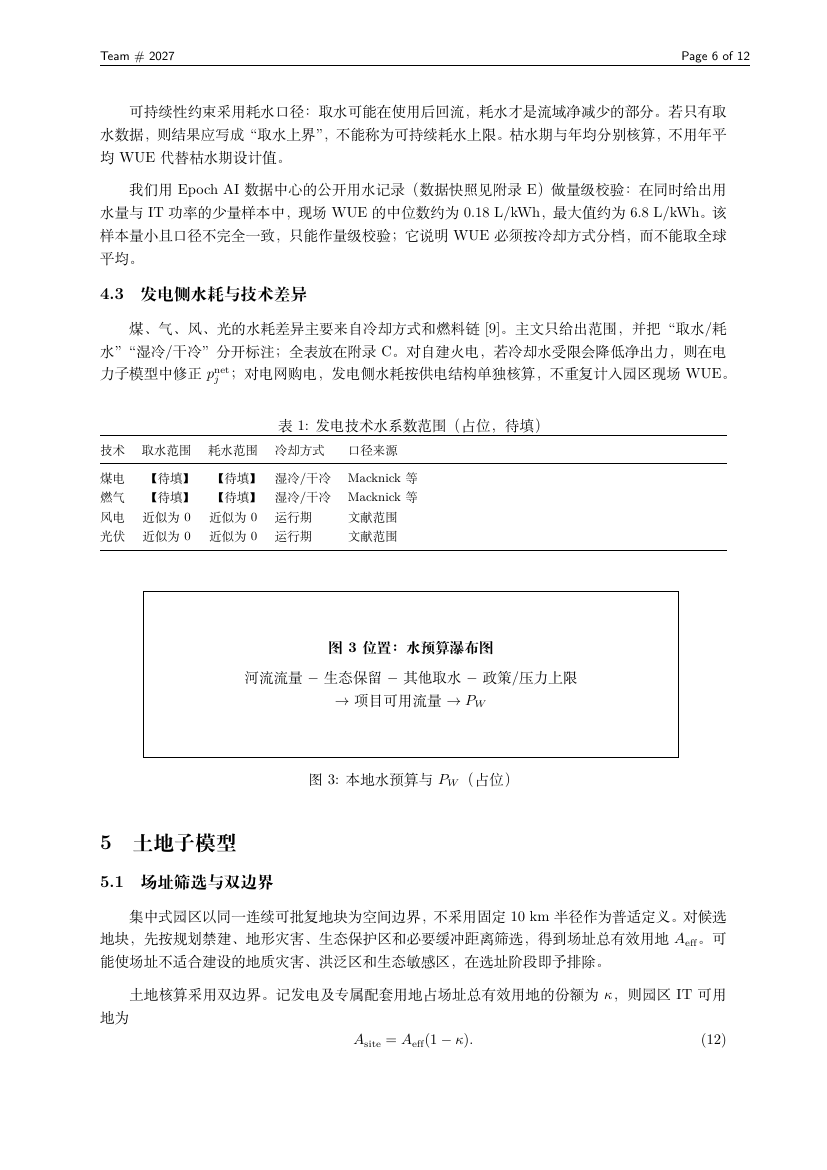 Team # 2027 Page 6 of 12
可持续性约束采用耗水口径：取水可能在使用后回流，耗水才是流域净减少的部分。若只有取
水数据，则结果应写成 “取水上界”，不能称为可持续耗水上限。枯水期与年均分别核算，不用年平
均 WUE 代替枯水期设计值。
我们用 Epoch AI 数据中心的公开用水记录（数据快照见附录 E）做量级校验：在同时给出用
水量与 IT 功率的少量样本中，现场 WUE 的中位数约为 0.18 L/kWh，最大值约为 6.8 L/kWh。该
样本量小且口径不完全一致，只能作量级校验；它说明 WUE 必须按冷却方式分档，而不能取全球
平均。
4.3 发电侧水耗与技术差异
煤、气、风、光的水耗差异主要来自冷却方式和燃料链 [9]。主文只给出范围，并把 “取水/耗
水” “湿冷/干冷” 分开标注；全表放在附录 C。对自建火电，若冷却水受限会降低净出力，则在电
力子模型中修正 p_j^net；对电网购电，发电侧水耗按供电结构单独核算，不重复计入园区现场 WUE。
表 1: 发电技术水系数范围（占位，待填）
技术 取水范围 耗水范围 冷却方式 口径来源
煤电 【待填】 【待填】 湿冷/干冷 Macknick 等
燃气 【待填】 【待填】 湿冷/干冷 Macknick 等
风电 近似为 0 近似为 0 运行期 文献范围
光伏 近似为 0 近似为 0 运行期 文献范围
图 3 位置：水预算瀑布图
河流流量 − 生态保留 − 其他取水 − 政策/压力上限
→ 项目可用流量 → P_W
图 3: 本地水预算与 P_W（占位）
5 土地子模型
5.1 场址筛选与双边界
集中式园区以同一连续可批复地块为空间边界，不采用固定 10 km 半径作为普适定义。对候选
地块，先按规划禁建、地形灾害、生态保护区和必要缓冲距离筛选，得到场址总有效用地 A_eff。可
能使场址不适合建设的地质灾害、洪泛区和生态敏感区，在选址阶段即予排除。
土地核算采用双边界。记发电及专属配套用地占场址总有效用地的份额为 κ，则园区 IT 可用
地为
A_site = A_eff(1 − κ). (12)